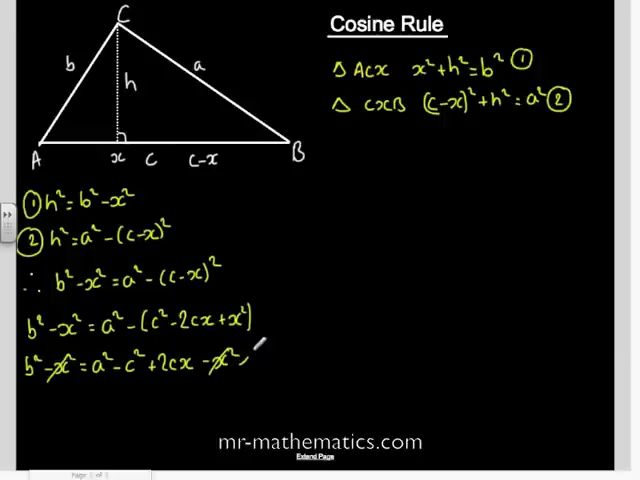 Cosine Rule
C
b
a
h
A
x
c
c-x
B
△ ACX x² + h² = b² ①
△ CXB (c-x)² + h² = a² ②
① h² = b² - x²
② h² = a² - (c-x)²
∴ b² - x² = a² - (c-x)²
b² - x² = a² - (c² - 2cx + x²)
b² - x² = a² - c² + 2cx - x²
mr-mathematics.com
Extend Page